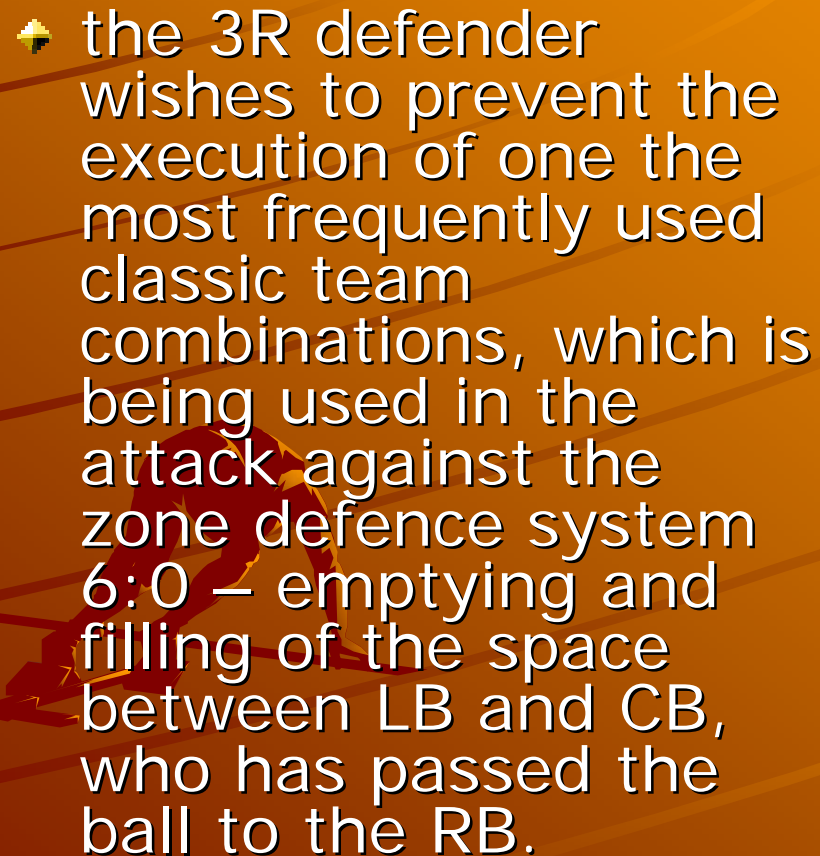 the 3R defender
wishes to prevent the
execution of one the
most frequently used
classic team
combinations, which is
being used in the
attack against the
zone defence system
6:0 – emptying and
filling of the space
between LB and CB,
who has passed the
ball to the RB.